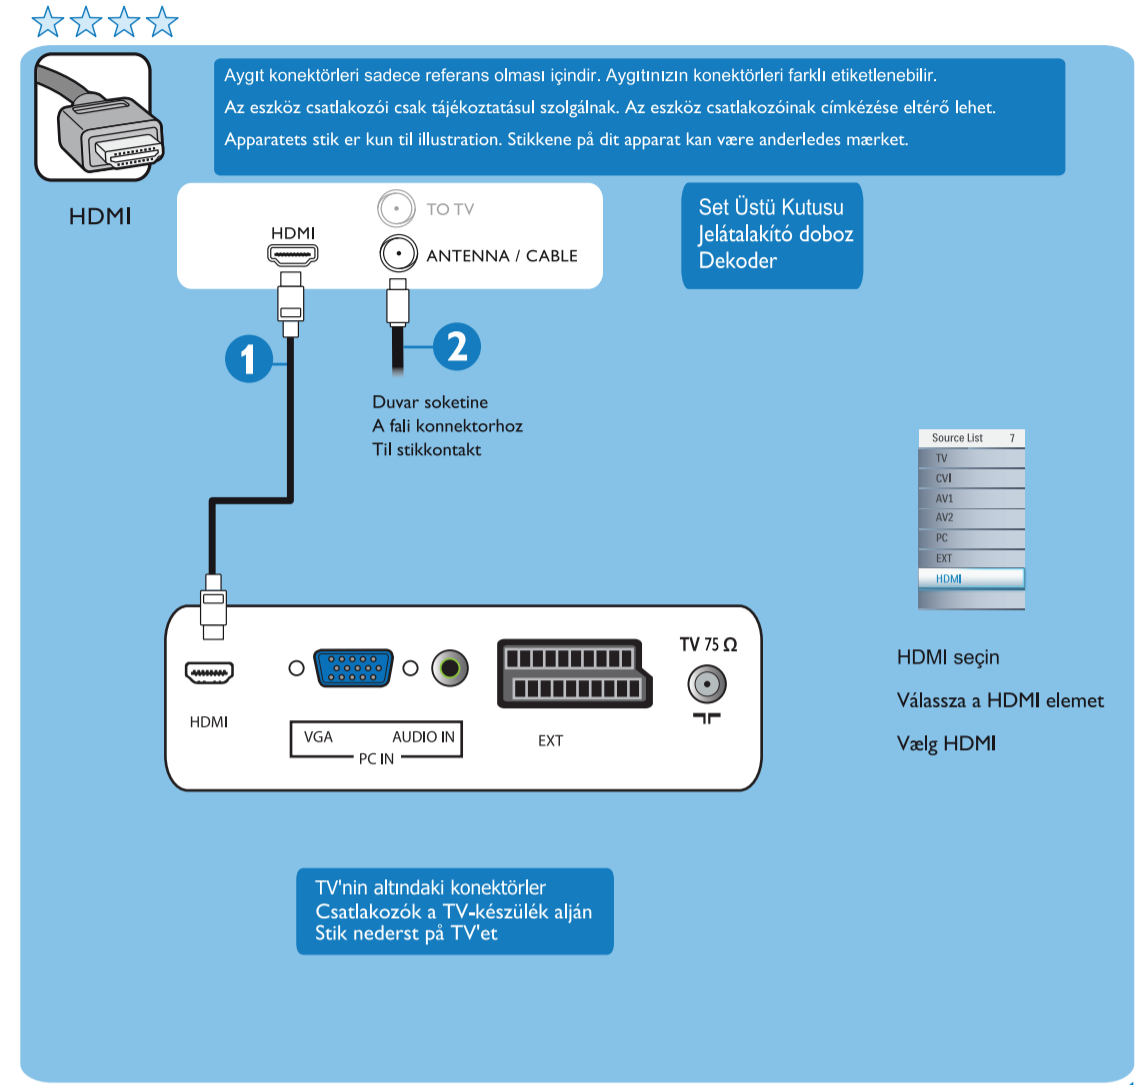 Aygıt konektörleri sadece referans olması içindir. Aygıtınızın konektörleri farklı etiketlenebilir.
Az eszköz csatlakozói csak tájékoztatásul szolgálnak. Az eszköz csatlakozóinak címkézése eltérő lehet.
Apparatets stik er kun til illustration. Stikkene på dit apparat kan være anderledes mærket.
HDMI
TO TV
HDMI
ANTENNA / CABLE
Set Üstü Kutusu
Jelátalakító doboz
Dekoder
1
2
Duvar soketine
A fali konnektorhoz
Til stikkontakt
Source List 7
TV
CVI
AV1
AV2
PC
EXT
HDMI
HDMI seçin
Válassza a HDMI elemet
Vælg HDMI
TV 75 Ω
HDMI
VGA AUDIO IN
PC IN
EXT
TV'nin altındaki konektörler
Csatlakozók a TV-készülék alján
Stik nederst på TV'et